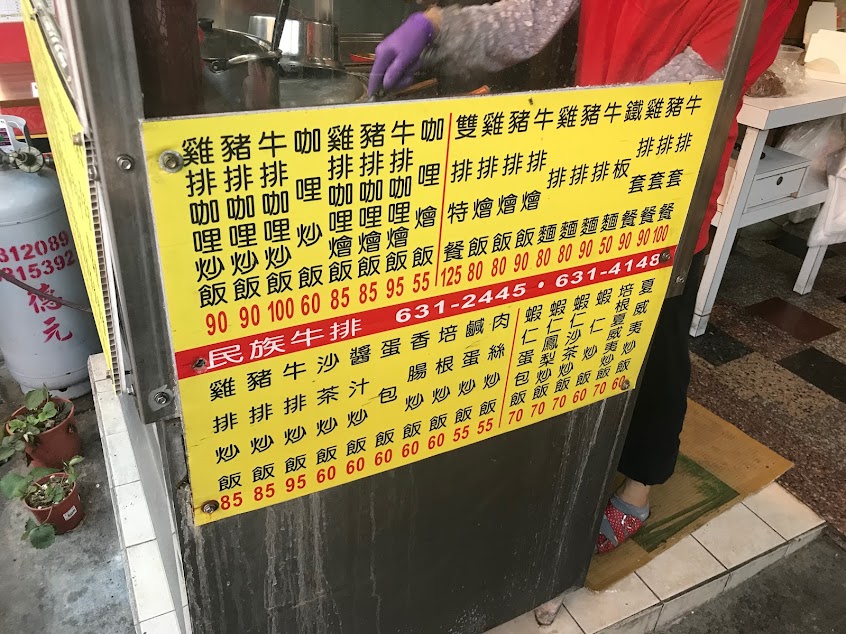 雞排咖哩炒飯 90
豬排咖哩炒飯 90
牛排咖哩炒飯 100
咖哩炒飯 60
雞排咖哩燴飯 85
豬排咖哩燴飯 85
牛排咖哩燴飯 95
咖哩燴飯 55
雙排特餐 125
雞排燴飯 80
豬排燴飯 80
牛排燴飯 90
雞排麵 80
豬排麵 80
牛排麵 90
鐵板麵 50
雞排套餐 90
豬排套餐 90
牛排套餐 100
民族牛排 631-2445・631-4148
雞排炒飯 85
豬排炒飯 85
牛排炒飯 95
沙茶炒飯 60
醬汁炒飯 60
蛋包飯 60
香腸炒飯 60
培根炒飯 60
鹹蛋炒飯 55
肉絲炒飯 55
蝦仁蛋包飯 70
蝦仁鳳梨炒飯 70
蝦仁沙茶炒飯 70
蝦仁炒飯 60
培根夏威夷炒飯 70
夏威夷炒飯 60
812089
815392
德元